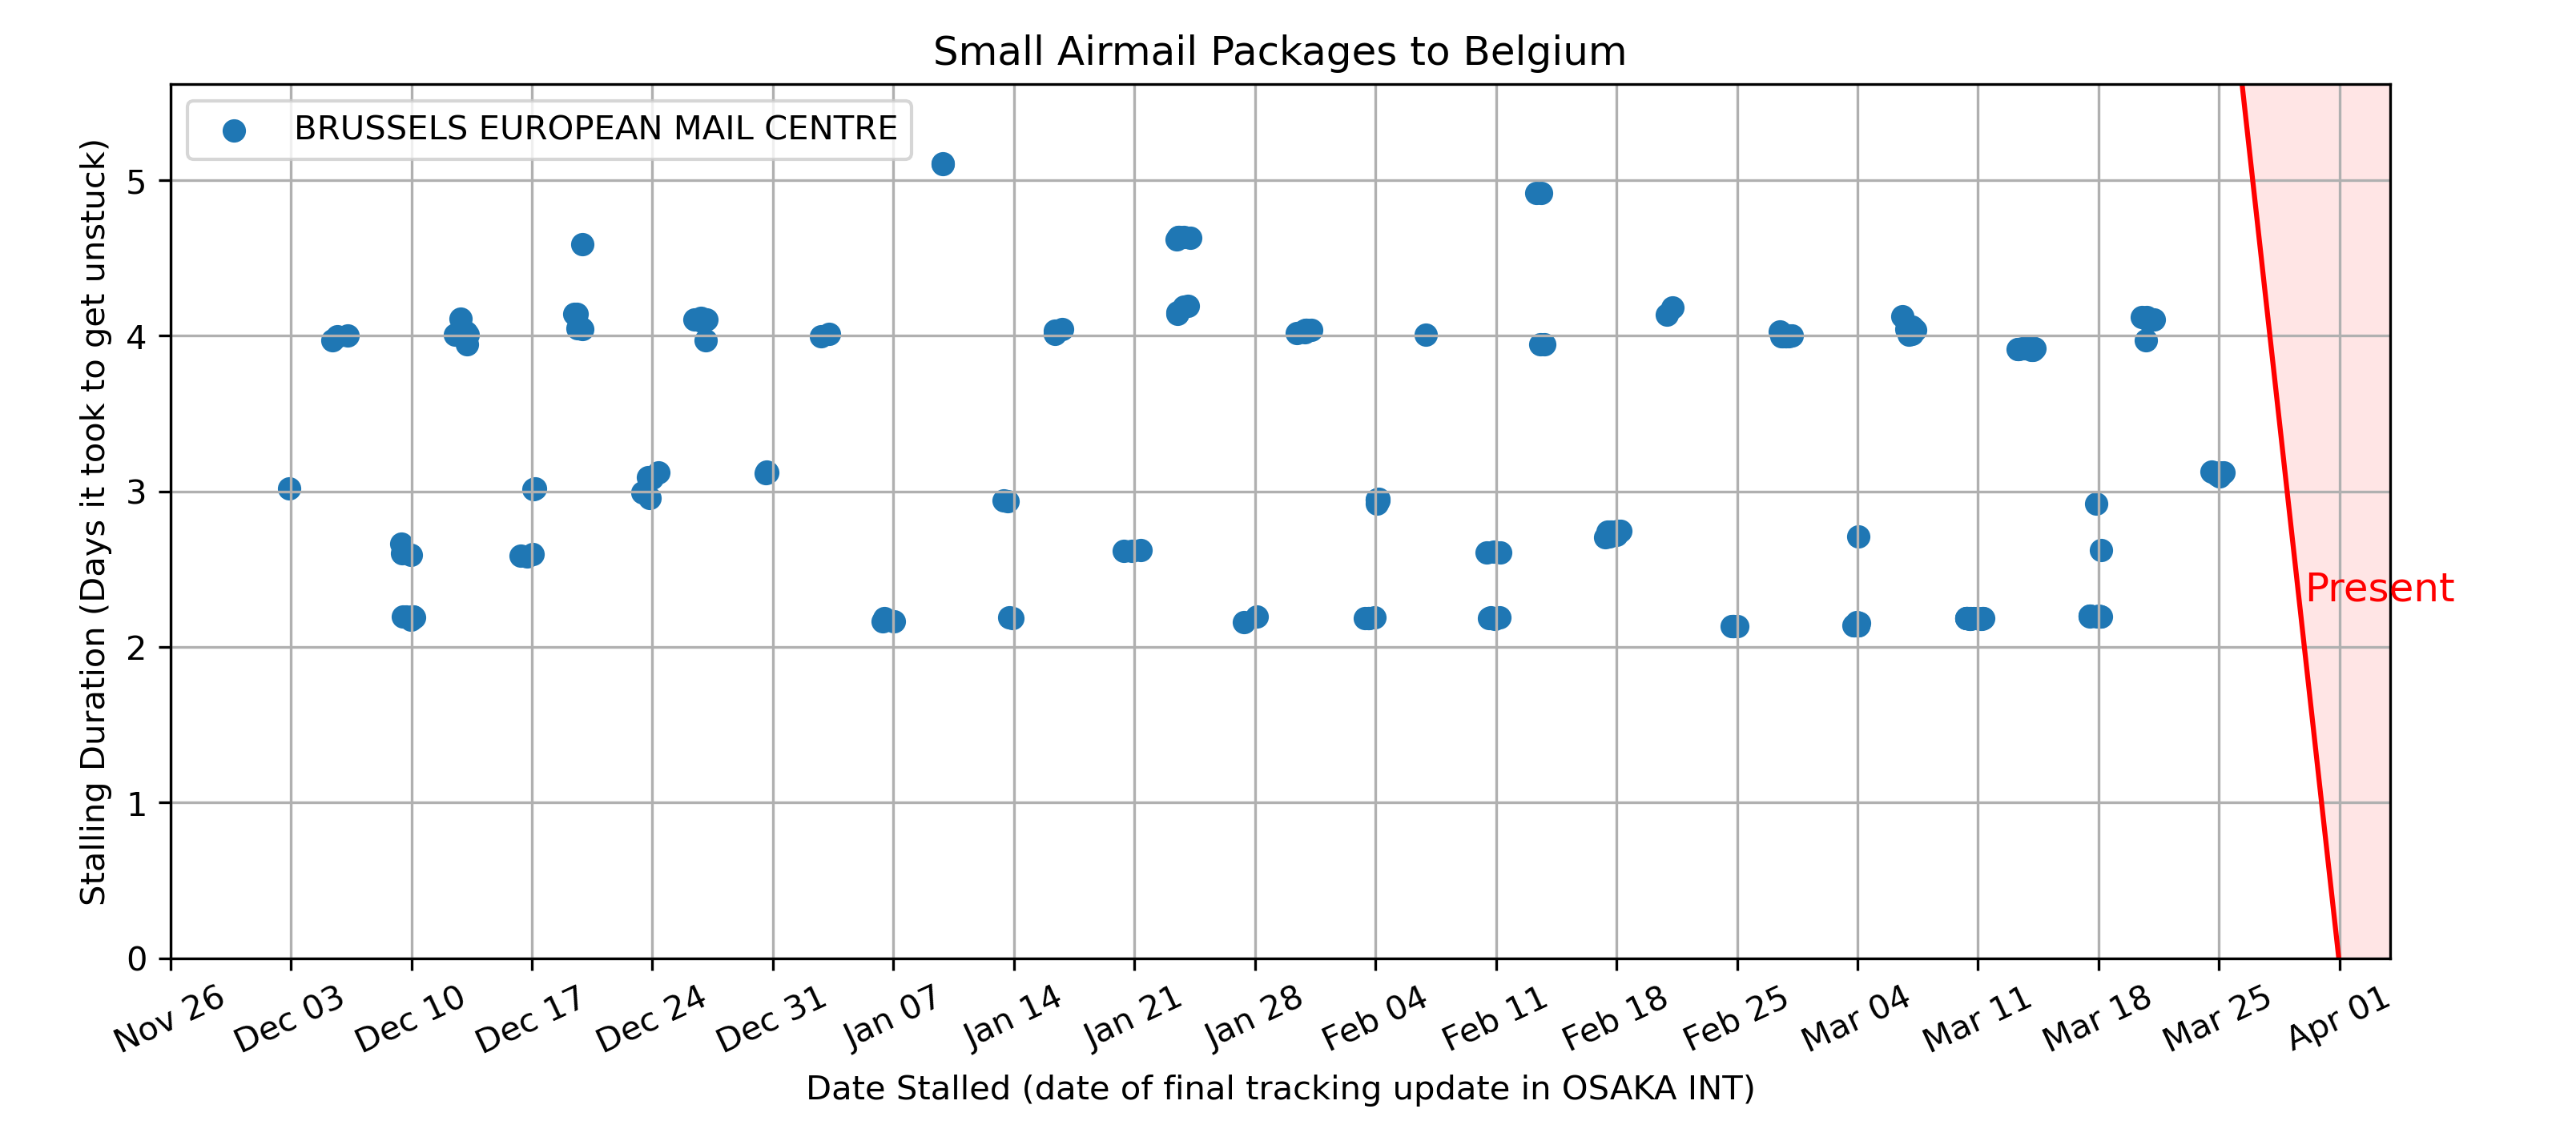 Small Airmail Packages to Belgium
BRUSSELS EUROPEAN MAIL CENTRE
Stalling Duration (Days it took to get unstuck)
5
4
3
2
1
0
Present
Nov 26
Dec 03
Dec 10
Dec 17
Dec 24
Dec 31
Jan 07
Jan 14
Jan 21
Jan 28
Feb 04
Feb 11
Feb 18
Feb 25
Mar 04
Mar 11
Mar 18
Mar 25
Apr 01
Date Stalled (date of final tracking update in OSAKA INT)